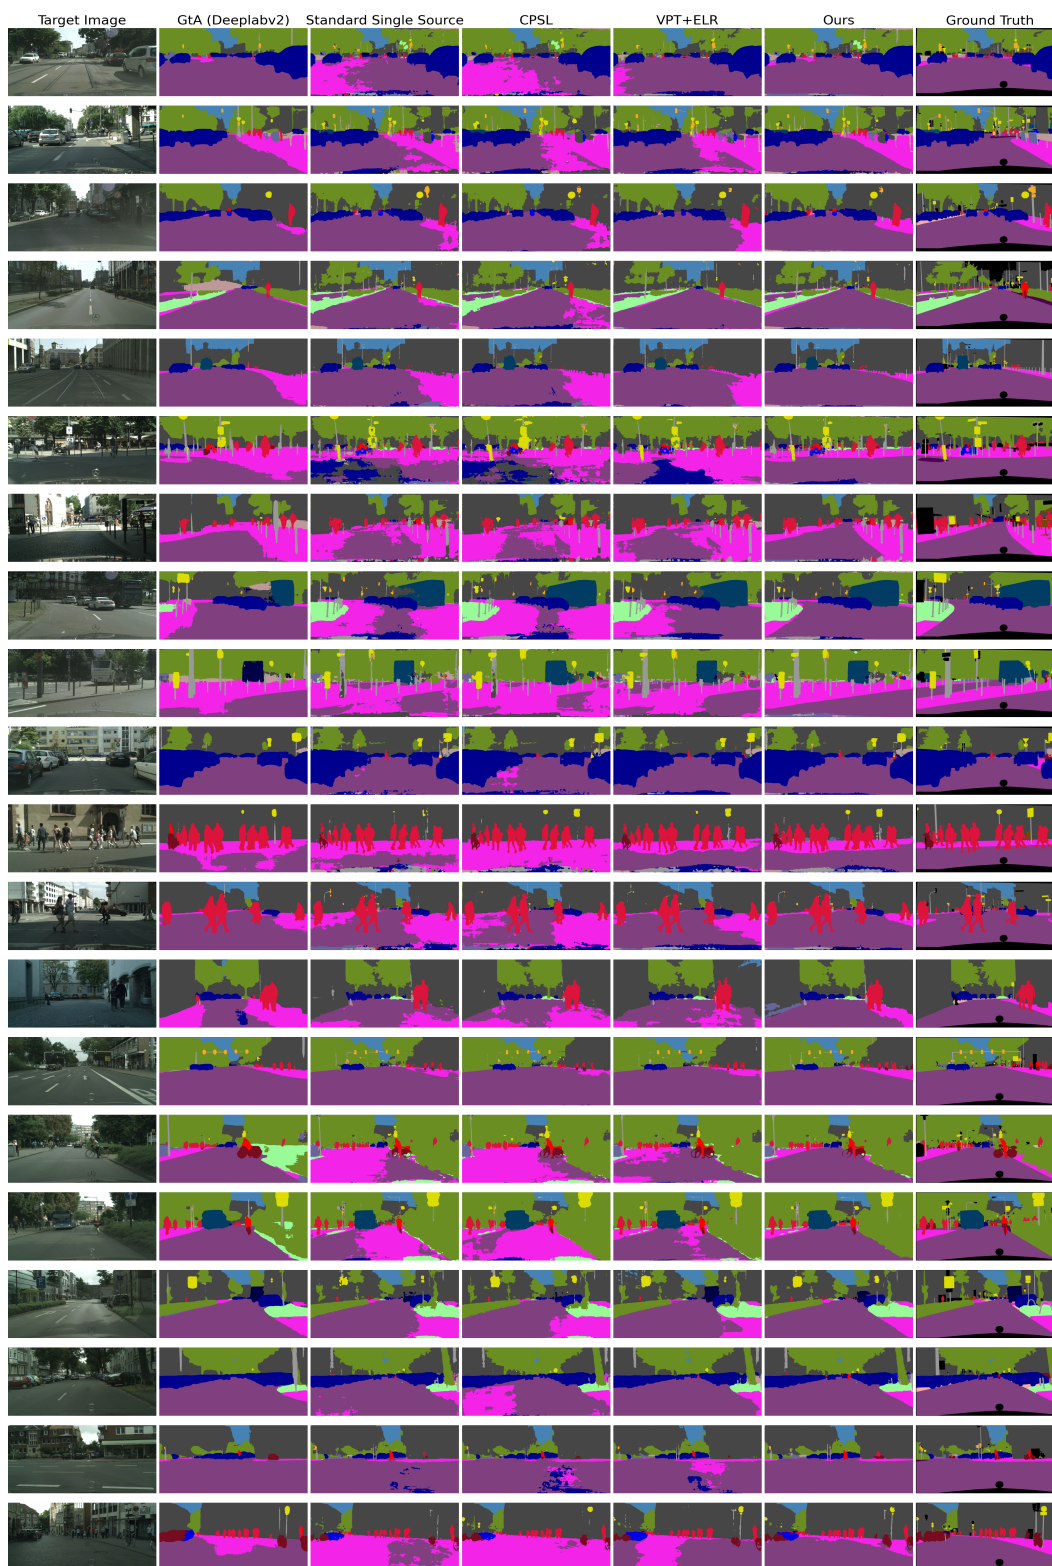 Target Image
GtA (Deeplabv2)
Standard Single Source
CPSL
VPT+ELR
Ours
Ground Truth